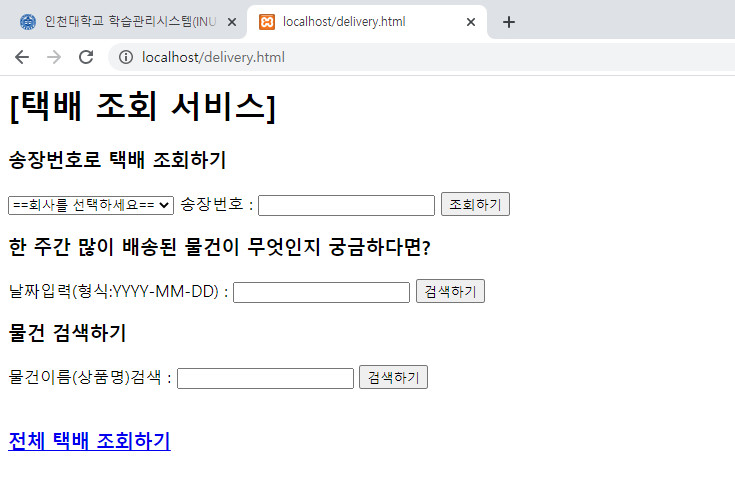 인천대학교 학습관리시스템(INU
localhost/delivery.html
localhost/delivery.html
[택배 조회 서비스]
송장번호로 택배 조회하기
==회사를 선택하세요== 송장번호 : 조회하기
한 주간 많이 배송된 물건이 무엇인지 궁금하다면?
날짜입력(형식:YYYY-MM-DD) : 검색하기
물건 검색하기
물건이름(상품명)검색 : 검색하기
전체 택배 조회하기